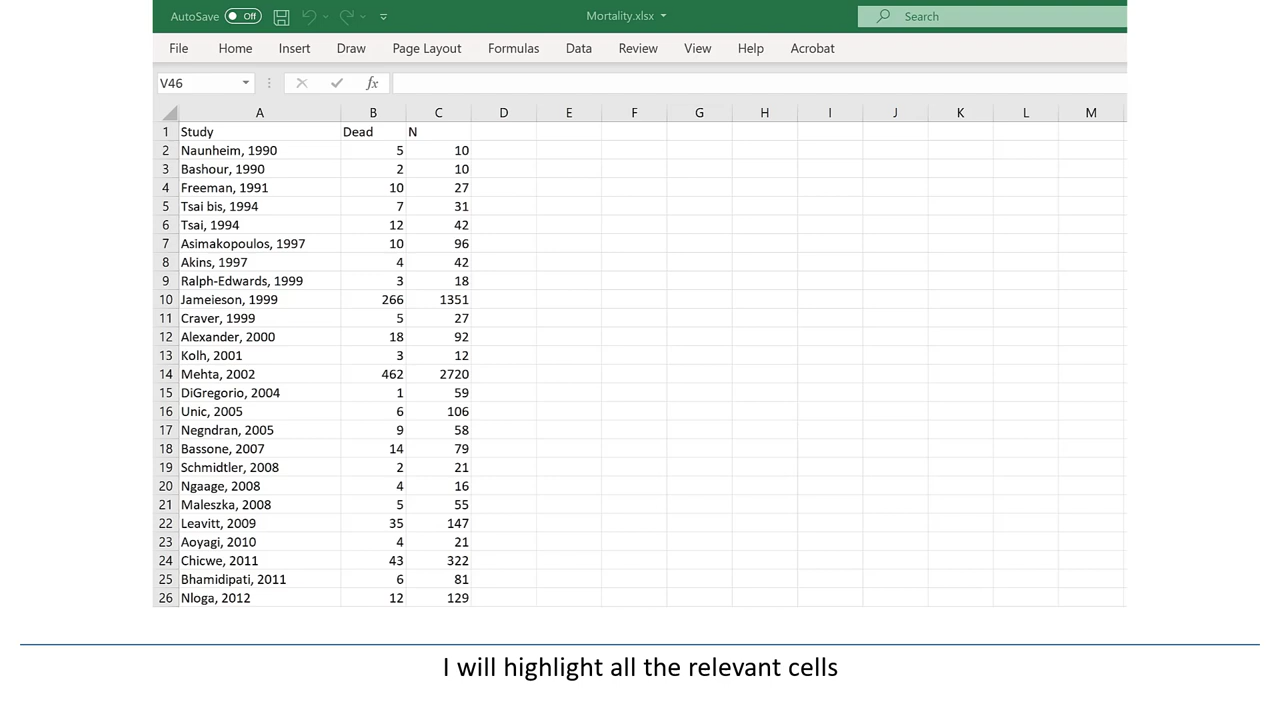 AutoSave Off Mortality.xlsx Search
File Home Insert Draw Page Layout Formulas Data Review View Help Acrobat
V46 fx
A B C D E F G H I J K L M
1 Study Dead N
2 Naunheim, 1990 5 10
3 Bashour, 1990 2 10
4 Freeman, 1991 10 27
5 Tsai bis, 1994 7 31
6 Tsai, 1994 12 42
7 Asimakopoulos, 1997 10 96
8 Akins, 1997 4 42
9 Ralph-Edwards, 1999 3 18
10 Jameieson, 1999 266 1351
11 Craver, 1999 5 27
12 Alexander, 2000 18 92
13 Kolh, 2001 3 12
14 Mehta, 2002 462 2720
15 DiGregorio, 2004 1 59
16 Unic, 2005 6 106
17 Negndran, 2005 9 58
18 Bassone, 2007 14 79
19 Schmidtler, 2008 2 21
20 Ngaage, 2008 4 16
21 Maleszka, 2008 5 55
22 Leavitt, 2009 35 147
23 Aoyagi, 2010 4 21
24 Chicwe, 2011 43 322
25 Bhamidipati, 2011 6 81
26 Nloga, 2012 12 129
I will highlight all the relevant cells